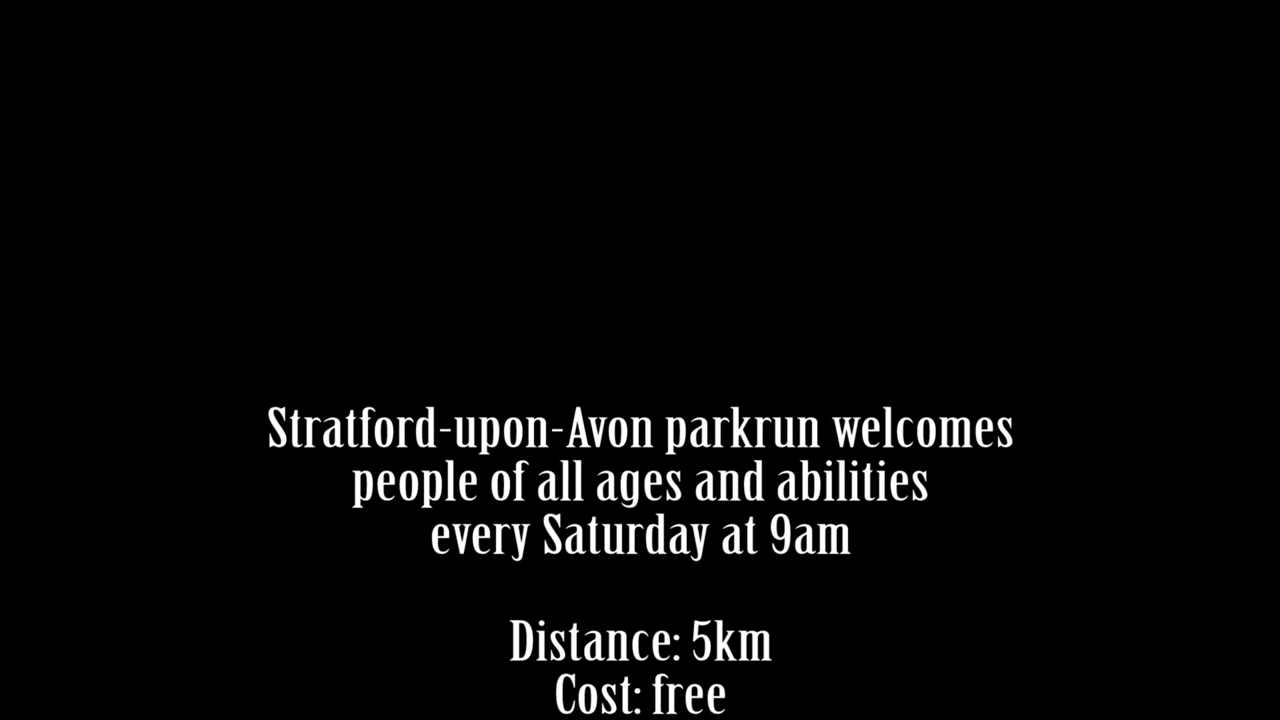 Stratford-upon-Avon parkrun welcomes
people of all ages and abilities
every Saturday at 9am
Distance: 5km
Cost: free